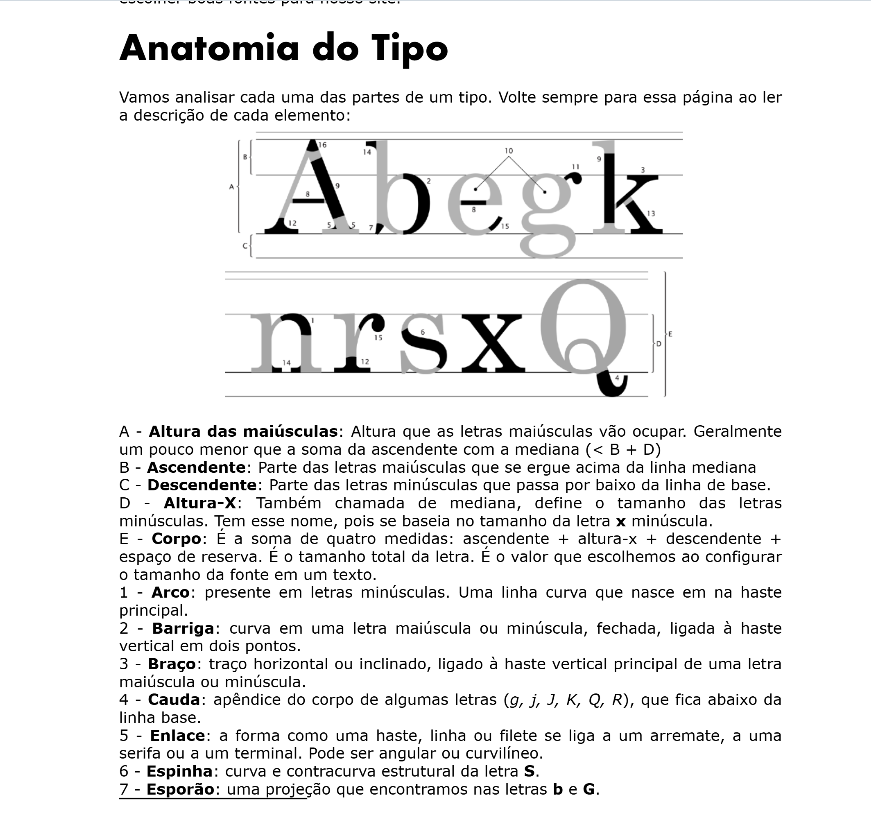 escolher boas fontes para nosso site.
Anatomia do Tipo
Vamos analisar cada uma das partes de um tipo. Volte sempre para essa página ao ler
a descrição de cada elemento:
A b e g r k
A B C 16 8 9 12 5 5 14 2 7 10 8 15 11 9 3 13
n r s x Q
1 14 15 12 6 4 D E
A - Altura das maiúsculas: Altura que as letras maiúsculas vão ocupar. Geralmente
um pouco menor que a soma da ascendente com a mediana (< B + D)
B - Ascendente: Parte das letras maiúsculas que se ergue acima da linha mediana
C - Descendente: Parte das letras minúsculas que passa por baixo da linha de base.
D - Altura-X: Também chamada de mediana, define o tamanho das letras
minúsculas. Tem esse nome, pois se baseia no tamanho da letra x minúscula.
E - Corpo: É a soma de quatro medidas: ascendente + altura-x + descendente +
espaço de reserva. É o tamanho total da letra. É o valor que escolhemos ao configurar
o tamanho da fonte em um texto.
1 - Arco: presente em letras minúsculas. Uma linha curva que nasce em na haste
principal.
2 - Barriga: curva em uma letra maiúscula ou minúscula, fechada, ligada à haste
vertical em dois pontos.
3 - Braço: traço horizontal ou inclinado, ligado à haste vertical principal de uma letra
maiúscula ou minúscula.
4 - Cauda: apêndice do corpo de algumas letras (g, j, J, K, Q, R), que fica abaixo da
linha base.
5 - Enlace: a forma como uma haste, linha ou filete se liga a um arremate, a uma
serifa ou a um terminal. Pode ser angular ou curvilíneo.
6 - Espinha: curva e contracurva estrutural da letra S.
7 - Esporão: uma projeção que encontramos nas letras b e G.